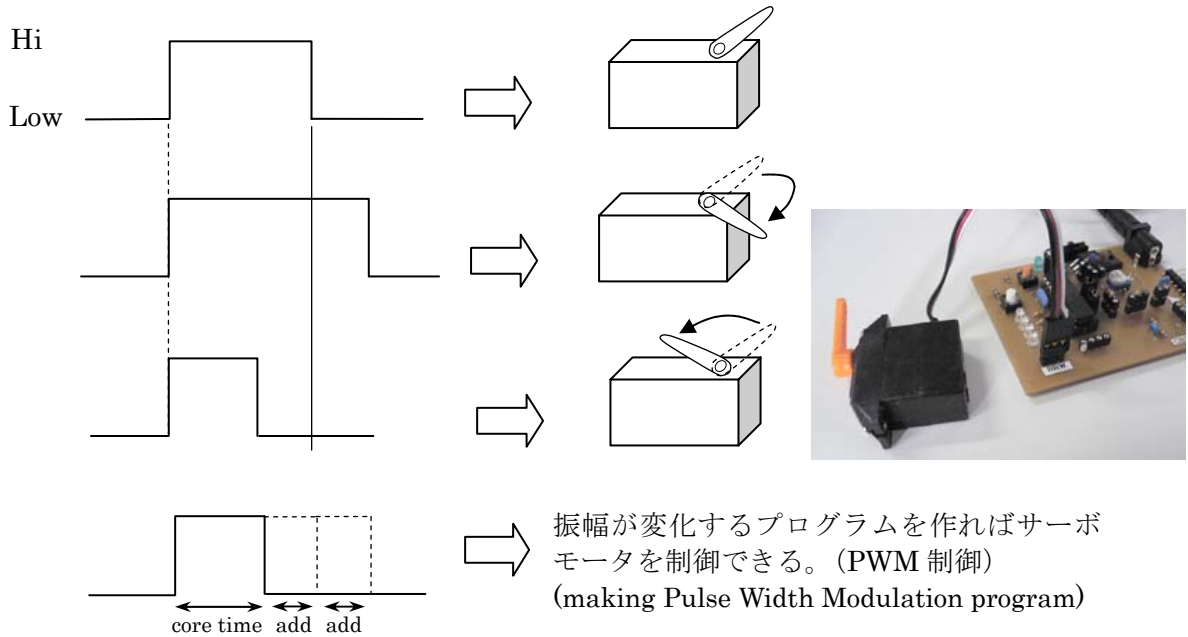 Hi
Low
振幅が変化するプログラムを作ればサーボ
モータを制御できる。（PWM 制御）
(making Pulse Width Modulation program)
core time add add